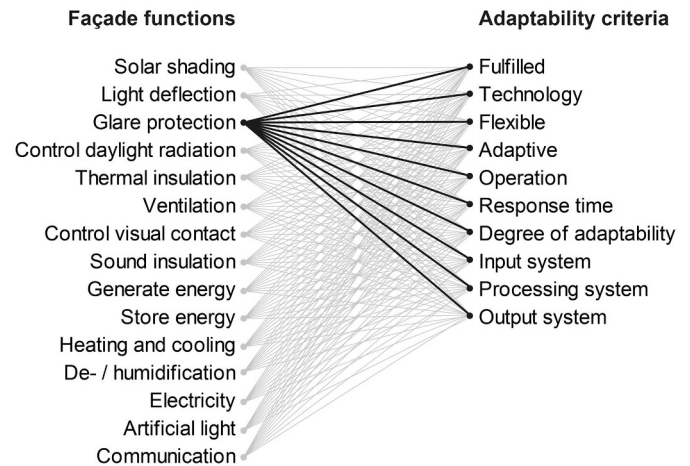 Façade functions
Adaptability criteria
Solar shading
Light deflection
Glare protection
Control daylight radiation
Thermal insulation
Ventilation
Control visual contact
Sound insulation
Generate energy
Store energy
Heating and cooling
De- / humidification
Electricity
Artificial light
Communication
Fulfilled
Technology
Flexible
Adaptive
Operation
Response time
Degree of adaptability
Input system
Processing system
Output system